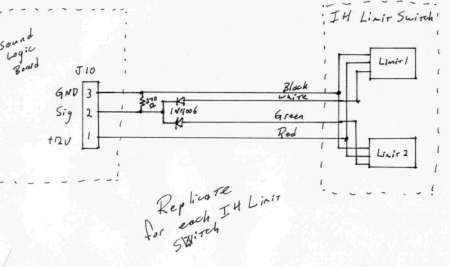 IH Limit Switch
Sound
Logic
Board
J10
Limit 1
GND 3
Black
White
Sig 2
1N4006
Green
+12V 1
Red
Limit 2
Replicate
for each IH Limit
Switch